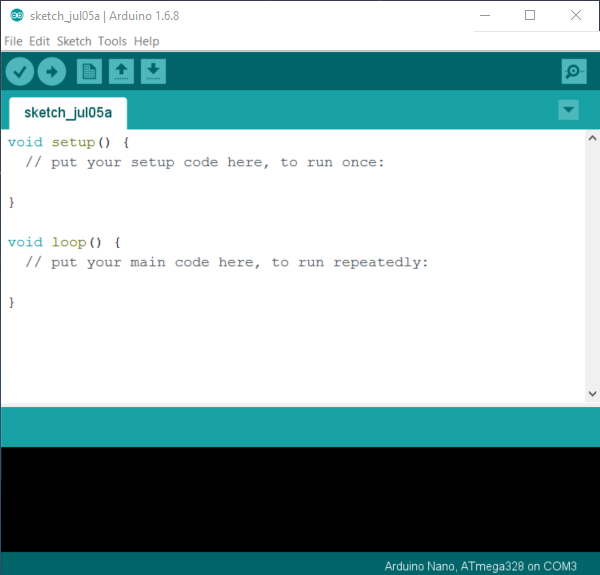 sketch_jul05a | Arduino 1.6.8
File Edit Sketch Tools Help
sketch_jul05a
void setup() {
  // put your setup code here, to run once:
}
void loop() {
  // put your main code here, to run repeatedly:
}
Arduino Nano, ATmega328 on COM3